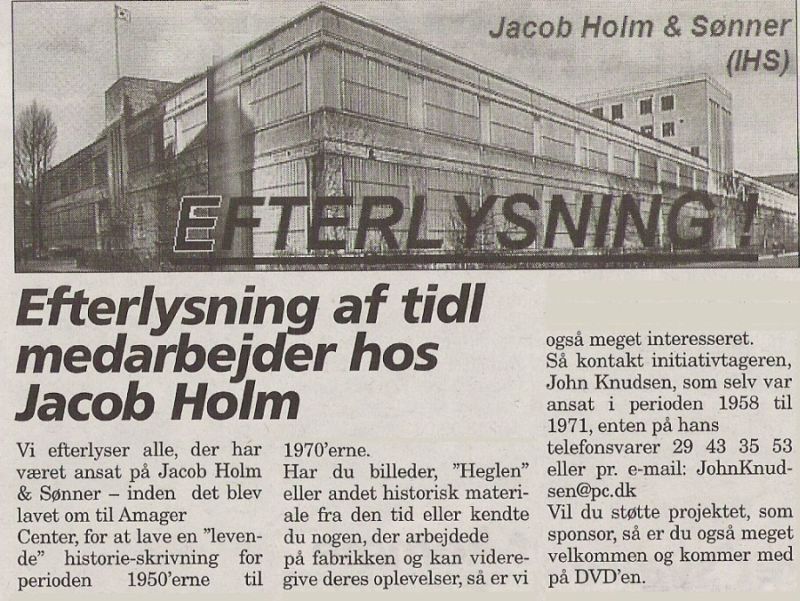 Jacob Holm & Sønner
(IHS)
EFTERLYSNING !
Efterlysning af tidl
medarbejder hos
Jacob Holm
Vi efterlyser alle, der har
været ansat på Jacob Holm
& Sønner – inden det blev
lavet om til Amager
Center, for at lave en ”leven-
de” historie-skrivning for
perioden 1950’erne til
1970’erne.
Har du billeder, ”Heglen”
eller andet historisk materi-
ale fra den tid eller kendte
du nogen, der arbejdede
på fabrikken og kan videre-
give deres oplevelser, så er vi
også meget interesseret.
Så kontakt initiativtageren,
John Knudsen, som selv var
ansat i perioden 1958 til
1971, enten på hans
telefonsvarer 29 43 35 53
eller pr. e-mail: JohnKnud-
sen@pc.dk
Vil du støtte projektet, som
sponsor, så er du også meget
velkommen og kommer med
på DVD’en.